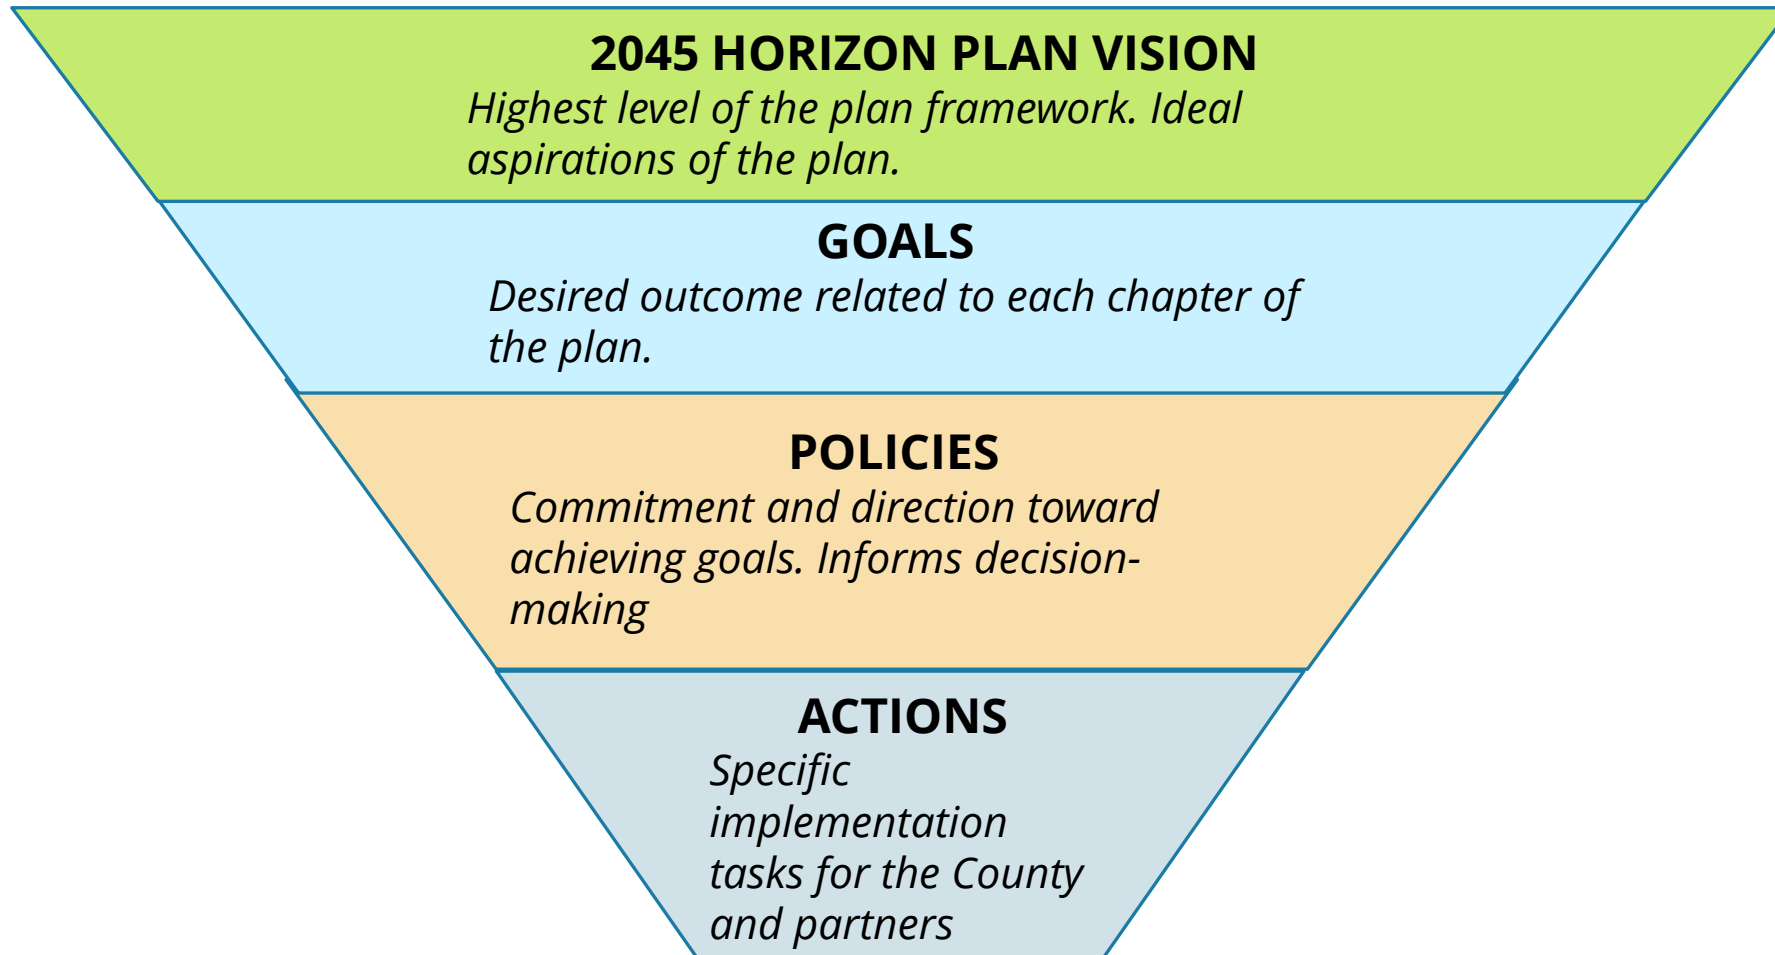 2045 HORIZON PLAN VISION
Highest level of the plan framework. Ideal
aspirations of the plan.
GOALS
Desired outcome related to each chapter of
the plan.
POLICIES
Commitment and direction toward
achieving goals. Informs decision-
making
ACTIONS
Specific
implementation
tasks for the County
and partners